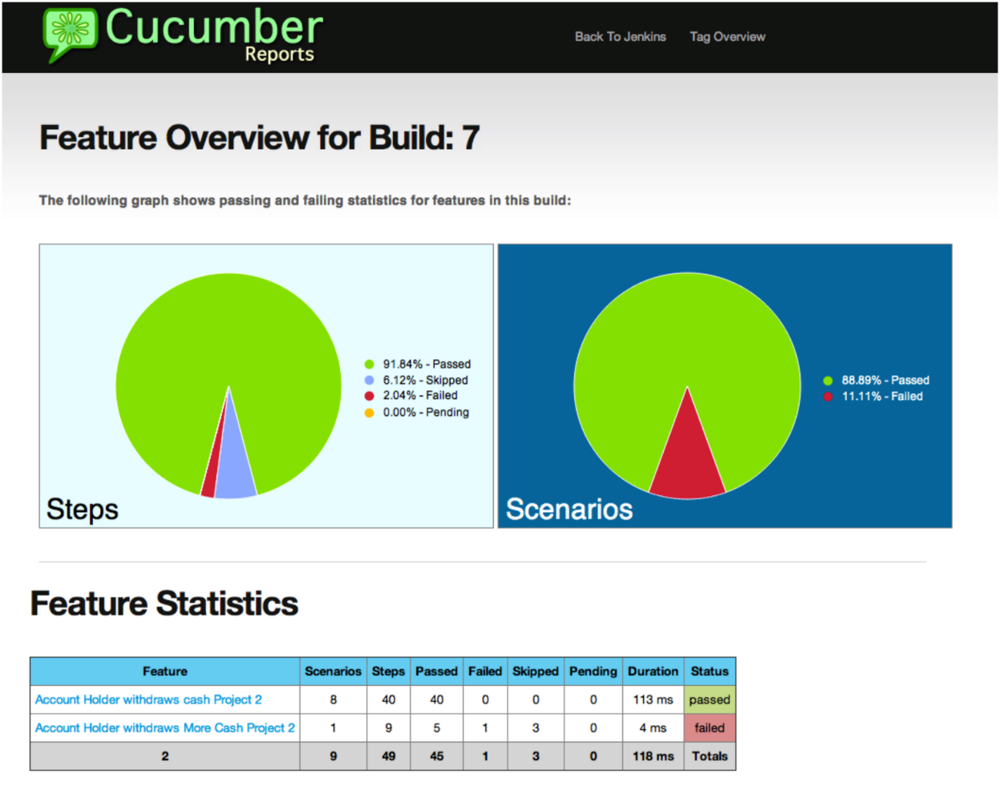 Cucumber
Reports
Back To Jenkins Tag Overview
Feature Overview for Build: 7
The following graph shows passing and failing statistics for features in this build:
91.84% - Passed
6.12% - Skipped
2.04% - Failed
0.00% - Pending
Steps
88.89% - Passed
11.11% - Failed
Scenarios
Feature Statistics
Feature Scenarios Steps Passed Failed Skipped Pending Duration Status
Account Holder withdraws cash Project 2 8 40 40 0 0 0 113 ms passed
Account Holder withdraws More Cash Project 2 1 9 5 1 3 0 4 ms failed
2 9 49 45 1 3 0 118 ms Totals